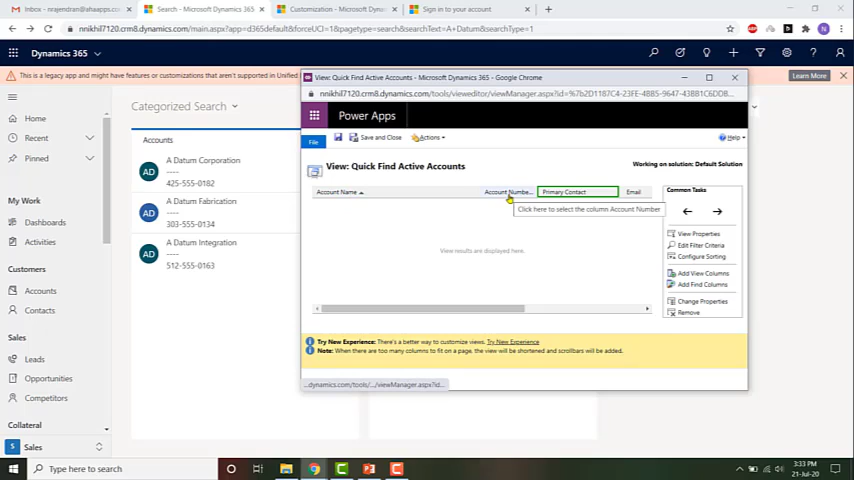 Inbox - nrajendran@ahaapps.co
Search - Microsoft Dynamics 365
Customization - Microsoft Dynam
Sign in to your account
nnikhil7120.crm8.dynamics.com/main.aspx?app=d365default&forceUCI=1&pagetype=search&searchText=A+Datum&searchType=1
Dynamics 365
This is a legacy app and might have features or customizations that aren't supported in Unified
Learn More
View: Quick Find Active Accounts - Microsoft Dynamics 365 - Google Chrome
nnikhil7120.crm8.dynamics.com/tools/vieweditor/viewManager.aspx?id=%7b2D1187C4-23FE-4BB5-9647-43BB1C6DDB
Power Apps
File
Save and Close
Actions
Help
View: Quick Find Active Accounts
Working on solution: Default Solution
Account Name
Account Numbe...
Primary Contact
Email
Click here to select the column Account Number
View results are displayed here.
Common Tasks
View Properties
Edit Filter Criteria
Configure Sorting
Add View Columns
Add Find Columns
Change Properties
Remove
Try New Experience: There's a better way to customize views. Try New Experience
Note: When there are too many columns to fit on a page, the view will be shortened and scrollbars will be added.
...dynamics.com/tools/.../viewManager.aspx?id...
Home
Recent
Pinned
My Work
Dashboards
Activities
Customers
Accounts
Contacts
Sales
Leads
Opportunities
Competitors
Collateral
S
Sales
Categorized Search
Accounts
AD
A Datum Corporation
----
425-555-0182
AD
A Datum Fabrication
----
303-555-0134
AD
A Datum Integration
----
512-555-0163
Type here to search
3:33 PM
21-Jul-20